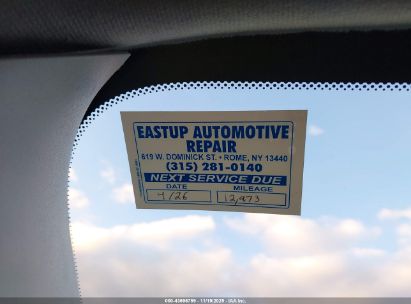 EASTUP AUTOMOTIVE
REPAIR
619 W. DOMINICK ST. • ROME, NY 13440
(315) 281-0140
NEXT SERVICE DUE
DATE MILEAGE
4/26 12,973